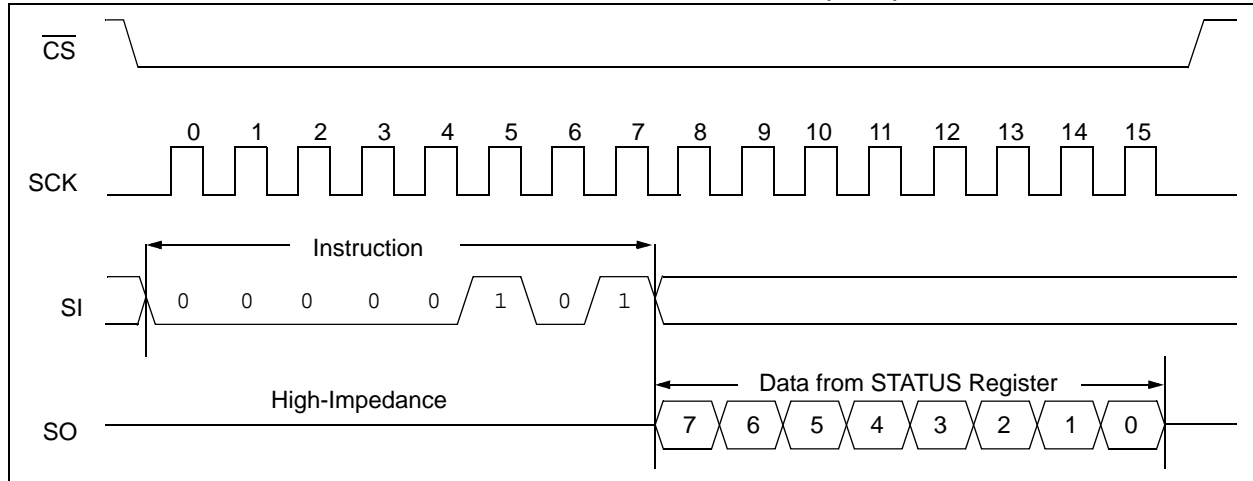 CS
0 1 2 3 4 5 6 7 8 9 10 11 12 13 14 15
SCK
Instruction
SI 0 0 0 0 0 1 0 1
Data from STATUS Register
High-Impedance
SO 7 6 5 4 3 2 1 0